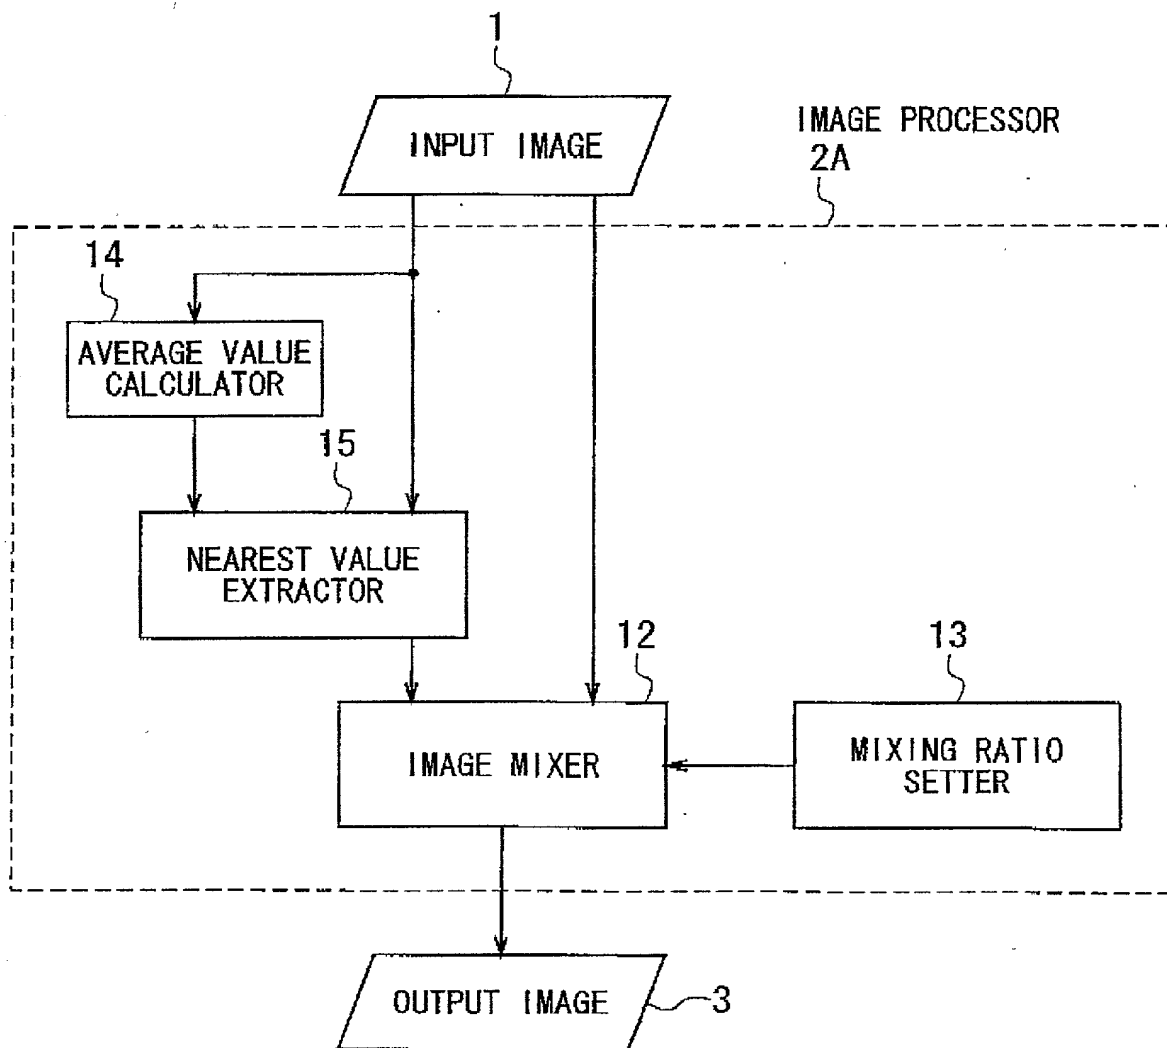 1
INPUT IMAGE
IMAGE PROCESSOR
2A
14
AVERAGE VALUE
CALCULATOR
15
NEAREST VALUE
EXTRACTOR
12
13
IMAGE MIXER
MIXING RATIO
SETTER
OUTPUT IMAGE
3